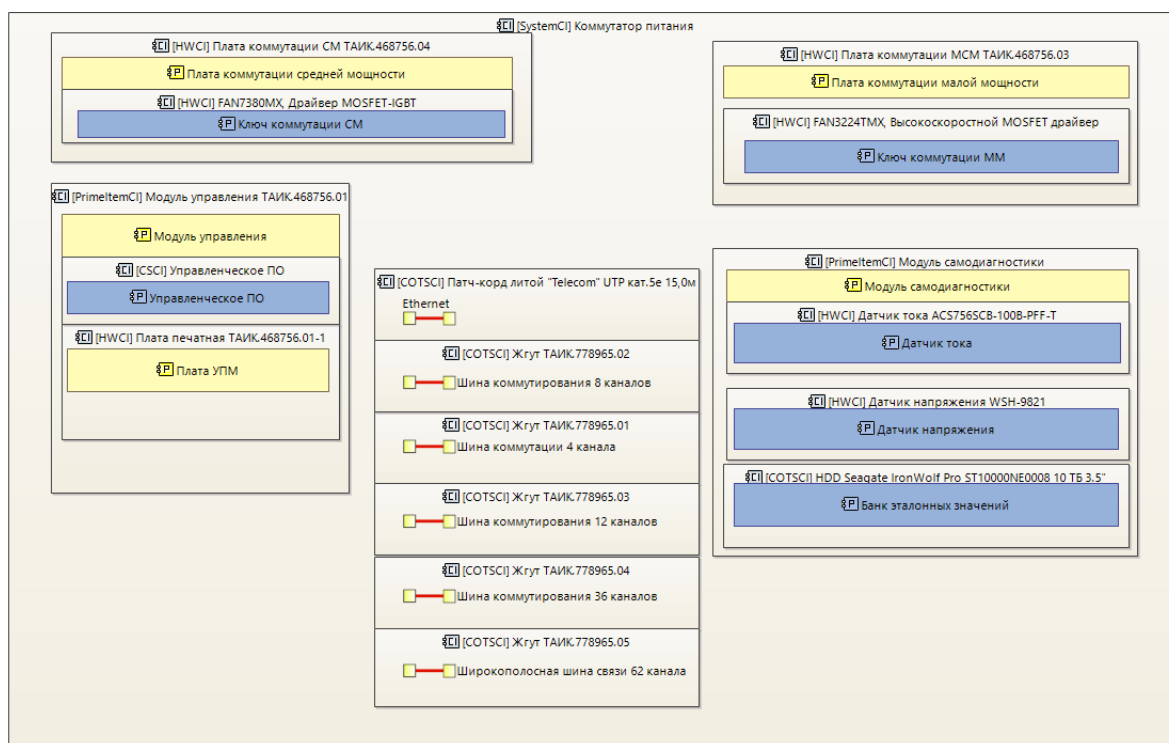 [SystemCI] Коммутатор питания
[HWCI] Плата коммутации СМ ТАИК.468756.04
Плата коммутации средней мощности
[HWCI] FAN7380MX, Драйвер MOSFET-IGBT
Ключ коммутации СМ
[HWCI] Плата коммутации МСМ ТАИК.468756.03
Плата коммутации малой мощности
[HWCI] FAN3224TMX, Высокоскоростной MOSFET драйвер
Ключ коммутации ММ
[PrimeItemCI] Модуль управления ТАИК.468756.01
Модуль управления
[CSCI] Управленческое ПО
Управленческое ПО
[HWCI] Плата печатная ТАИК.468756.01-1
Плата УПМ
[COTSCI] Патч-корд литой "Telecom" UTP кат.5е 15,0м
Ethernet
[COTSCI] Жгут ТАИК.778965.02
Шина коммутирования 8 каналов
[COTSCI] Жгут ТАИК.778965.01
Шина коммутации 4 канала
[COTSCI] Жгут ТАИК.778965.03
Шина коммутирования 12 каналов
[COTSCI] Жгут ТАИК.778965.04
Шина коммутирования 36 каналов
[COTSCI] Жгут ТАИК.778965.05
Широкополосная шина связи 62 канала
[PrimeItemCI] Модуль самодиагностики
Модуль самодиагностики
[HWCI] Датчик тока ACS756SCB-100B-PFF-T
Датчик тока
[HWCI] Датчик напряжения WSH-9821
Датчик напряжения
[COTSCI] HDD Seagate IronWolf Pro ST10000NE0008 10 ТБ 3.5"
Банк эталонных значений